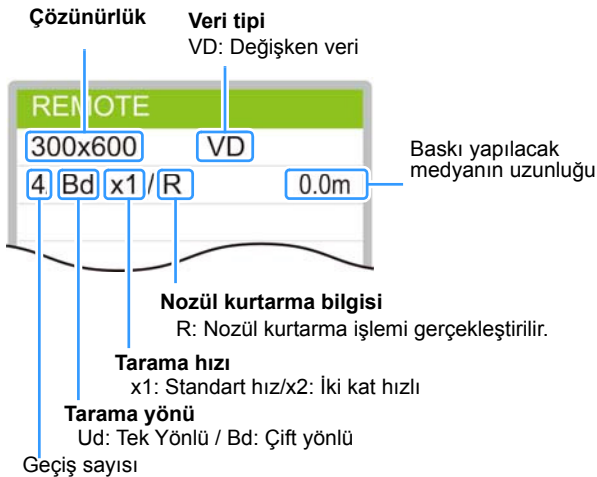 Çözünürlük
Veri tipi
VD: Değişken veri
REMOTE
300x600 VD
4. Bd x1 / R 0.0m
Baskı yapılacak
medyanın uzunluğu
Nozül kurtarma bilgisi
R: Nozül kurtarma işlemi gerçekleştirilir.
Tarama hızı
x1: Standart hız/x2: İki kat hızlı
Tarama yönü
Ud: Tek Yönlü / Bd: Çift yönlü
Geçiş sayısı